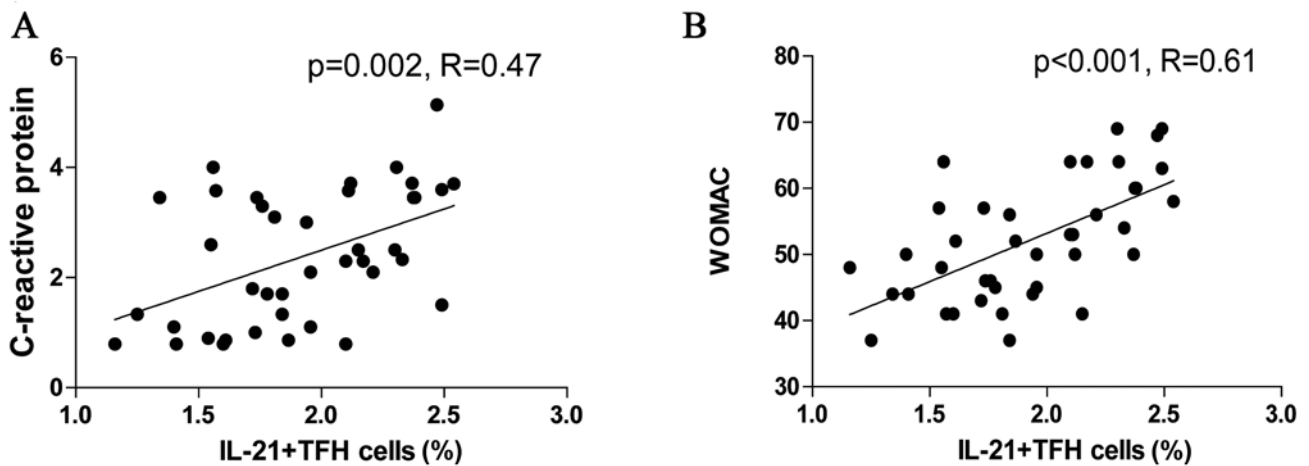 A
p=0.002, R=0.47
C-reactive protein
6
4
2
0
1.0 1.5 2.0 2.5 3.0
IL-21+TFH cells (%)
B
p<0.001, R=0.61
WOMAC
80
70
60
50
40
30
1.0 1.5 2.0 2.5 3.0
IL-21+TFH cells (%)